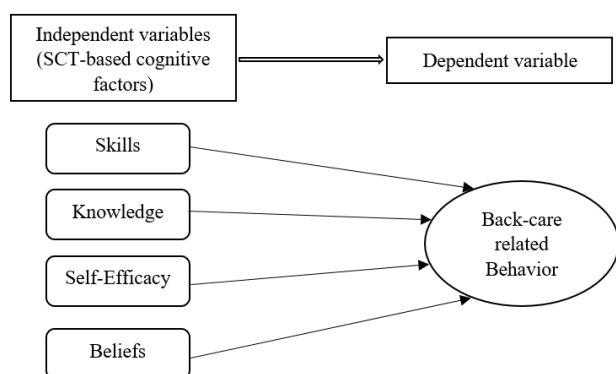 Independent variables
(SCT-based cognitive
factors)
Dependent variable
Skills
Knowledge
Self-Efficacy
Beliefs
Back-care
related
Behavior